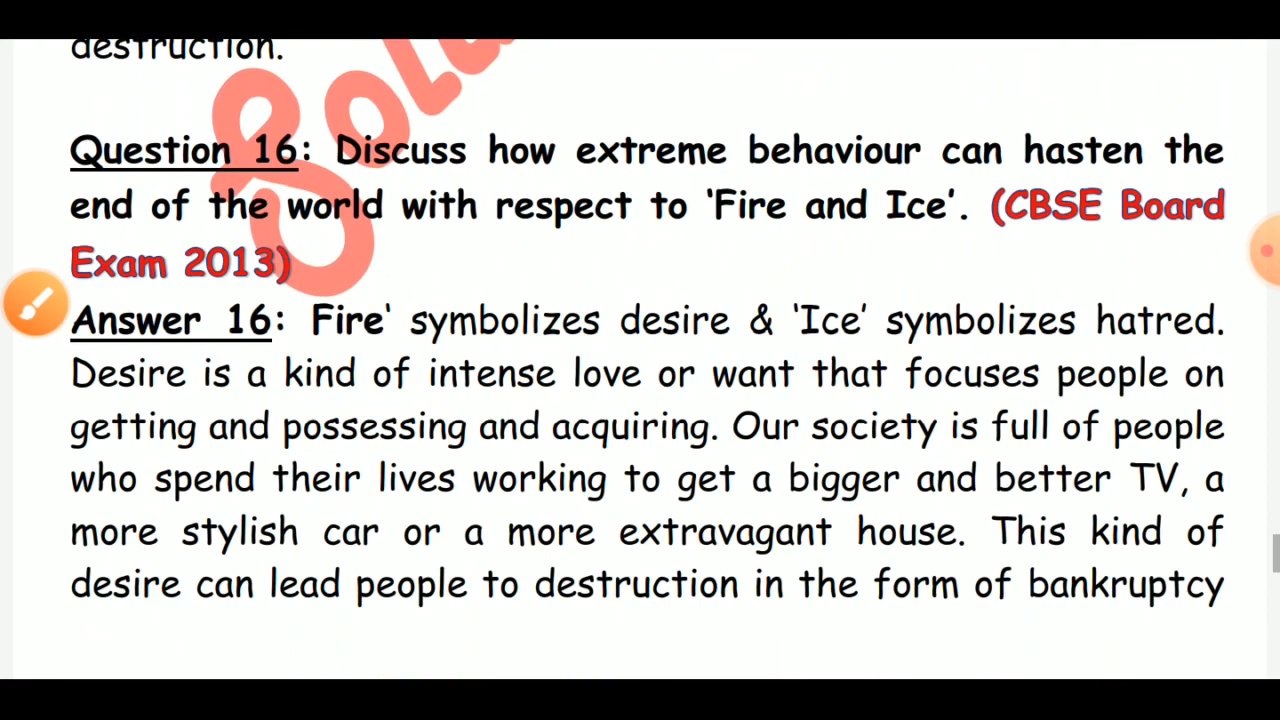 destruction.
Question 16: Discuss how extreme behaviour can hasten the
end of the world with respect to ‘Fire and Ice’. (CBSE Board
Exam 2013)
Answer 16: Fire‘ symbolizes desire & ‘Ice’ symbolizes hatred.
Desire is a kind of intense love or want that focuses people on
getting and possessing and acquiring. Our society is full of people
who spend their lives working to get a bigger and better TV, a
more stylish car or a more extravagant house. This kind of
desire can lead people to destruction in the form of bankruptcy